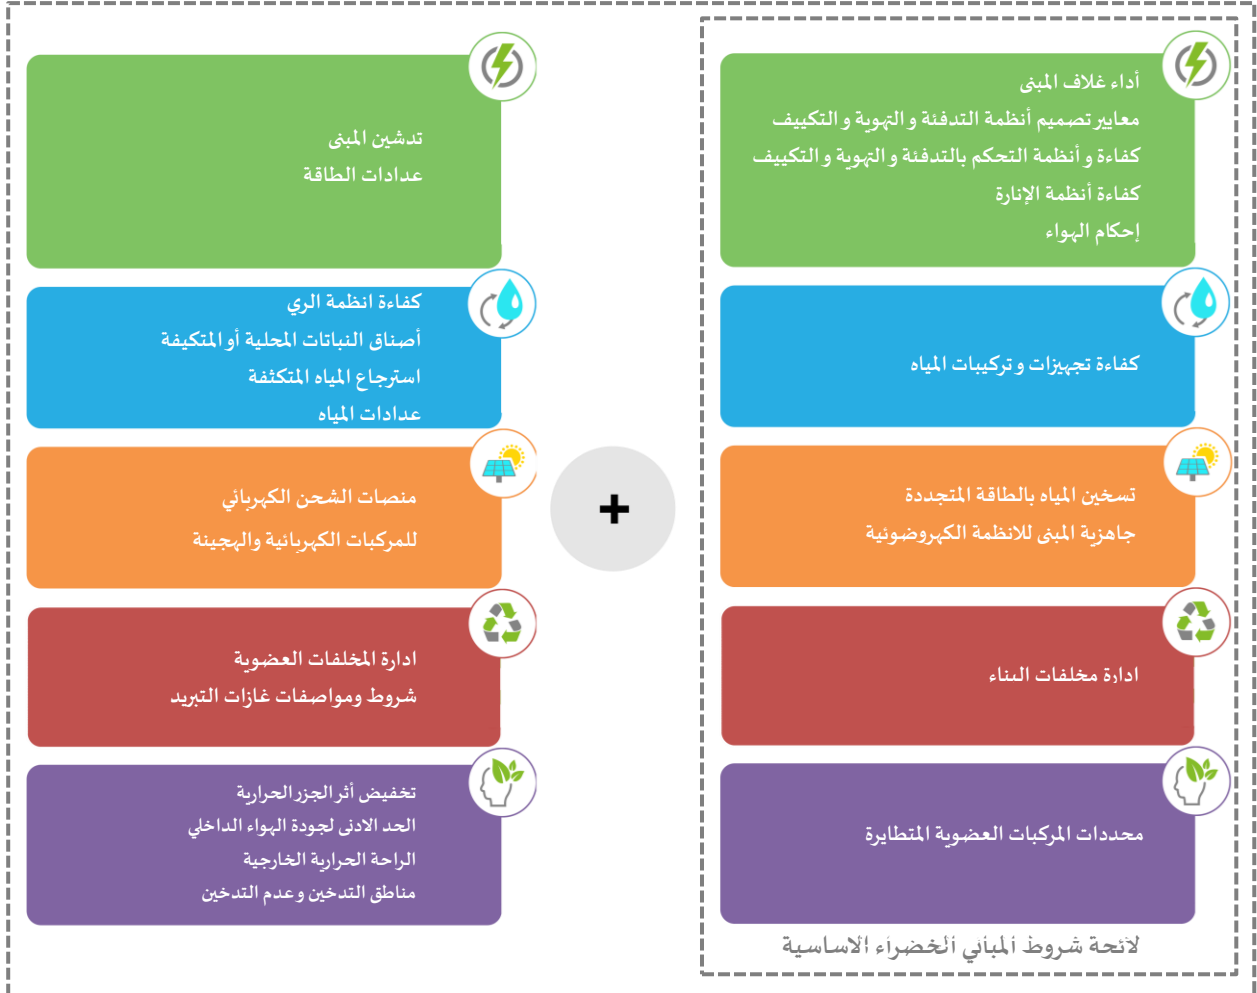 أداء غلاف المبنى
معايير تصميم أنظمة التدفئة و التهوية و التكييف
كفاءة و أنظمة التحكم بالتدفئة و التهوية و التكييف
كفاءة أنظمة الإنارة
إحكام الهواء
كفاءة تجهيزات و تركيبات المياه
تسخين المياه بالطاقة المتجددة
جاهزية المبنى للانظمة الكهروضوئية
ادارة مخلفات البناء
محددات المركبات العضوية المتطايرة
لائحة شروط المباني الخضراء الاساسية
+
تدشين المبنى
عدادات الطاقة
كفاءة انظمة الري
أصناق النباتات المحلية أو المتكيفة
استرجاع المياه المتكثفة
عدادات المياه
منصات الشحن الكهربائي
للمركبات الكهربائية والهجينة
ادارة المخلفات العضوية
شروط ومواصفات غازات التبريد
تخفيض أثر الجزر الحرارية
الحد الادنى لجودة الهواء الداخلي
الراحة الحرارية الخارجية
مناطق التدخين وعدم التدخين